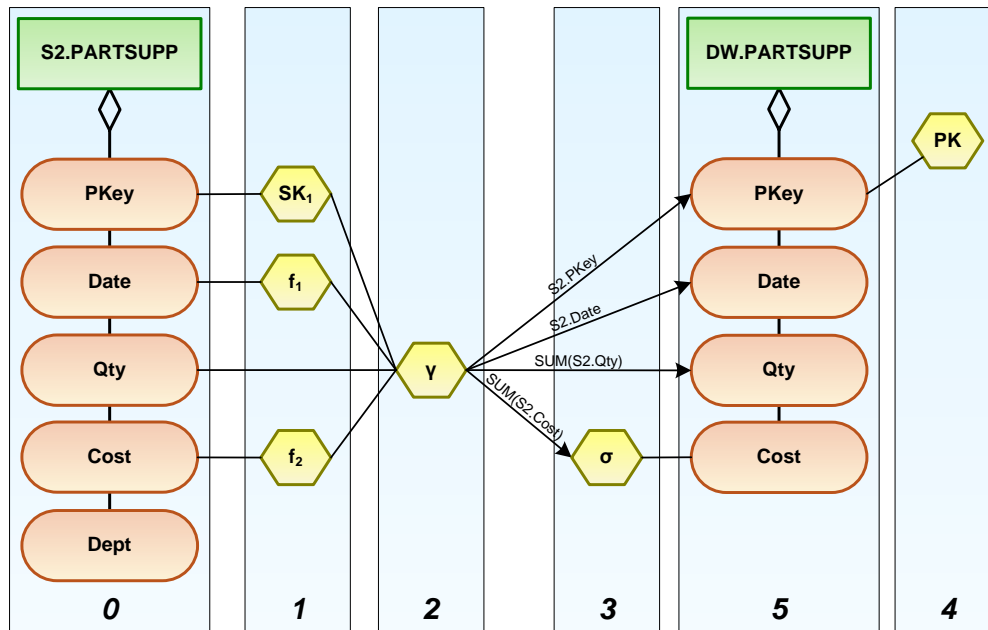 S2.PARTSUPP
DW.PARTSUPP
PK
PKey
SK₁
PKey
S2.PKey
Date
f₁
Date
S2.Date
Qty
γ
SUM(S2.Qty)
Qty
SUM(S2.Cost)
Cost
f₂
σ
Cost
Dept
0
1
2
3
5
4